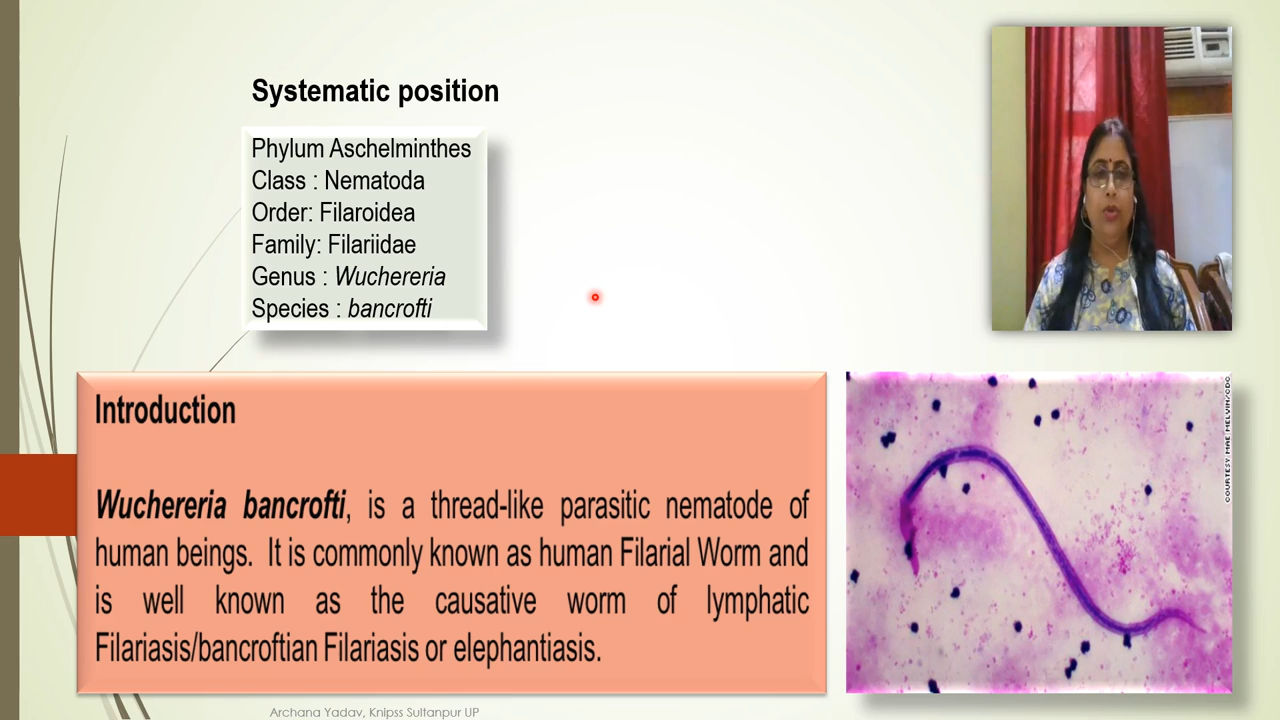 Systematic position
Phylum Aschelminthes
Class : Nematoda
Order: Filaroidea
Family: Filariidae
Genus : Wuchereria
Species : bancrofti
Introduction
Wuchereria bancrofti, is a thread-like parasitic nematode of
human beings. It is commonly known as human Filarial Worm and
is well known as the causative worm of lymphatic
Filariasis/bancroftian Filariasis or elephantiasis.
COURTESY: MAE MELVIN/CDC
Archana Yadav, Knipss Sultanpur UP